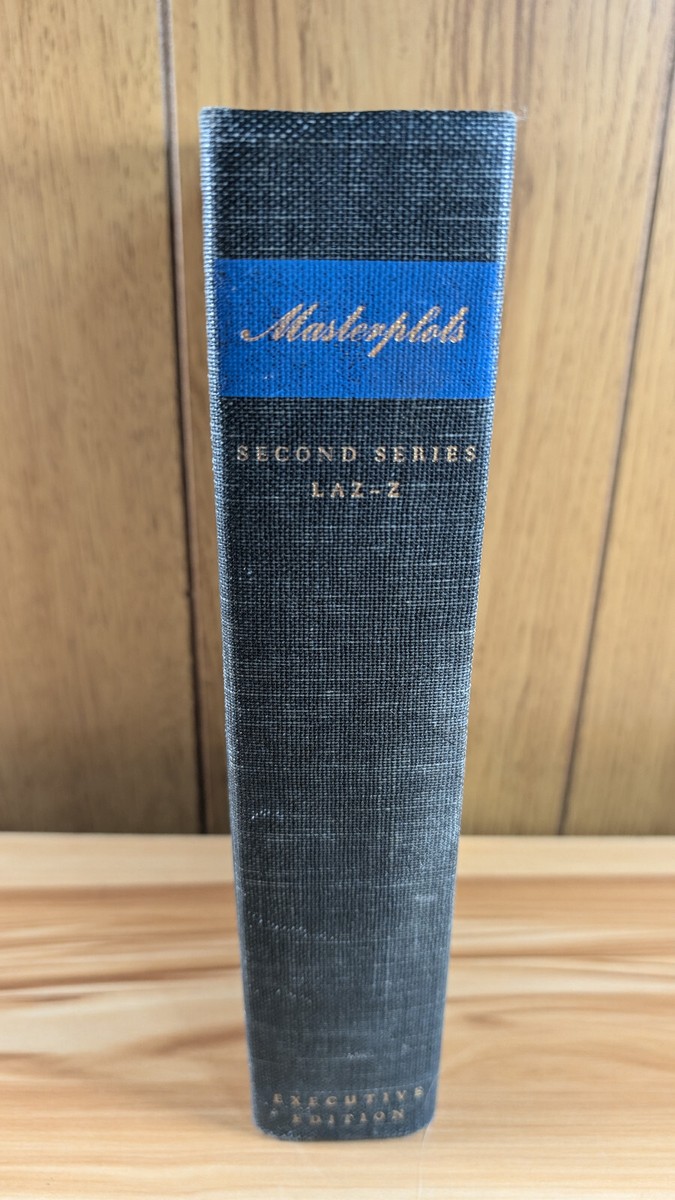 Masterplots
SECOND SERIES
LAZ-Z
EXECUTIVE
EDITION